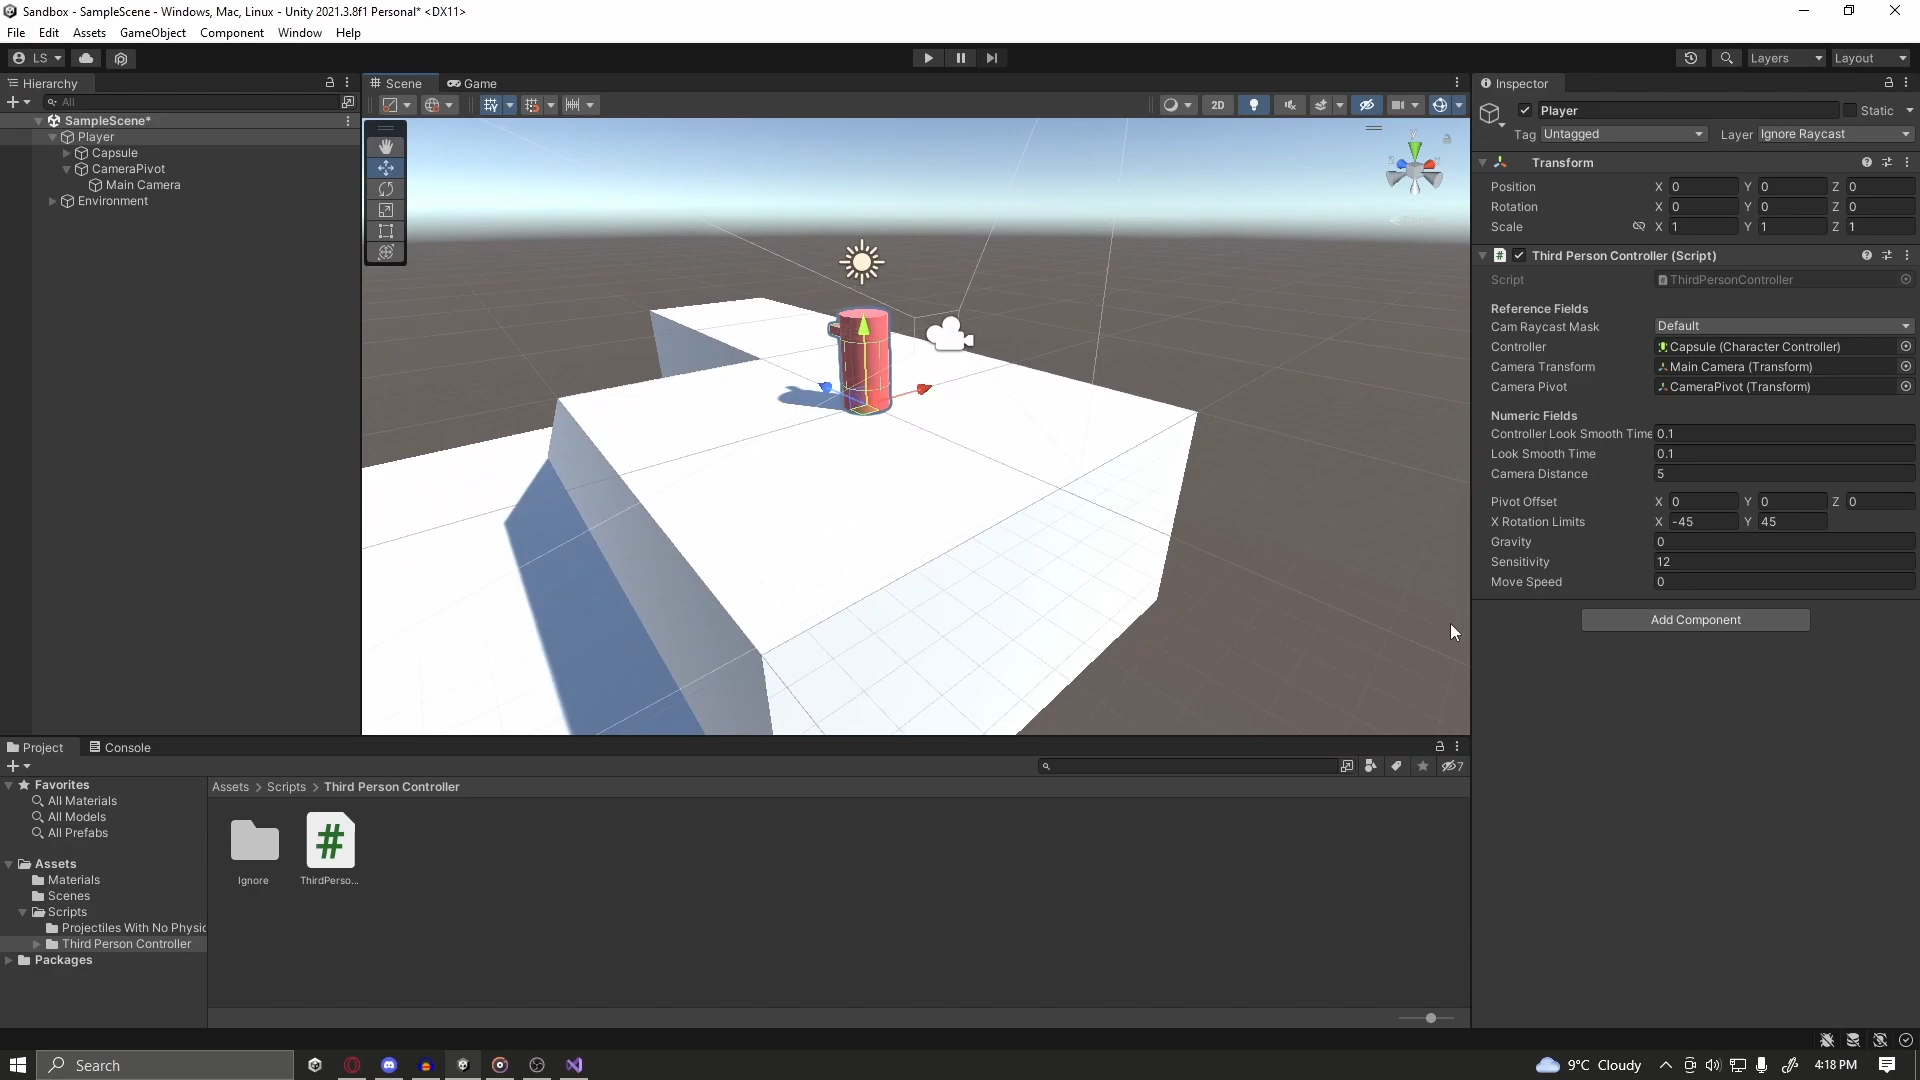 Sandbox - SampleScene - Windows, Mac, Linux - Unity 2021.3.8f1 Personal* <DX11>
File Edit Assets GameObject Component Window Help
LS Layers Layout
Hierarchy
All
SampleScene*
Player
Capsule
CameraPivot
Main Camera
Environment
Scene Game
2D
y
Inspector
Player Static
Tag Untagged Layer Ignore Raycast
Transform
Position X 0 Y 0 Z 0
Rotation X 0 Y 0 Z 0
Scale X 1 Y 1 Z 1
# Third Person Controller (Script)
Script ThirdPersonController
Reference Fields
Cam Raycast Mask Default
Controller Capsule (Character Controller)
Camera Transform Main Camera (Transform)
Camera Pivot CameraPivot (Transform)
Numeric Fields
Controller Look Smooth Time 0.1
Look Smooth Time 0.1
Camera Distance 5
Pivot Offset X 0 Y 0 Z 0
X Rotation Limits X -45 Y 45
Gravity 0
Sensitivity 12
Move Speed 0
Add Component
Project Console
7
Favorites
All Materials
All Models
All Prefabs
Assets
Materials
Scenes
Scripts
Projectiles With No Physic
Third Person Controller
Packages
Assets > Scripts > Third Person Controller
#
Ignore ThirdPerso...
Search
9°C Cloudy
4:18 PM